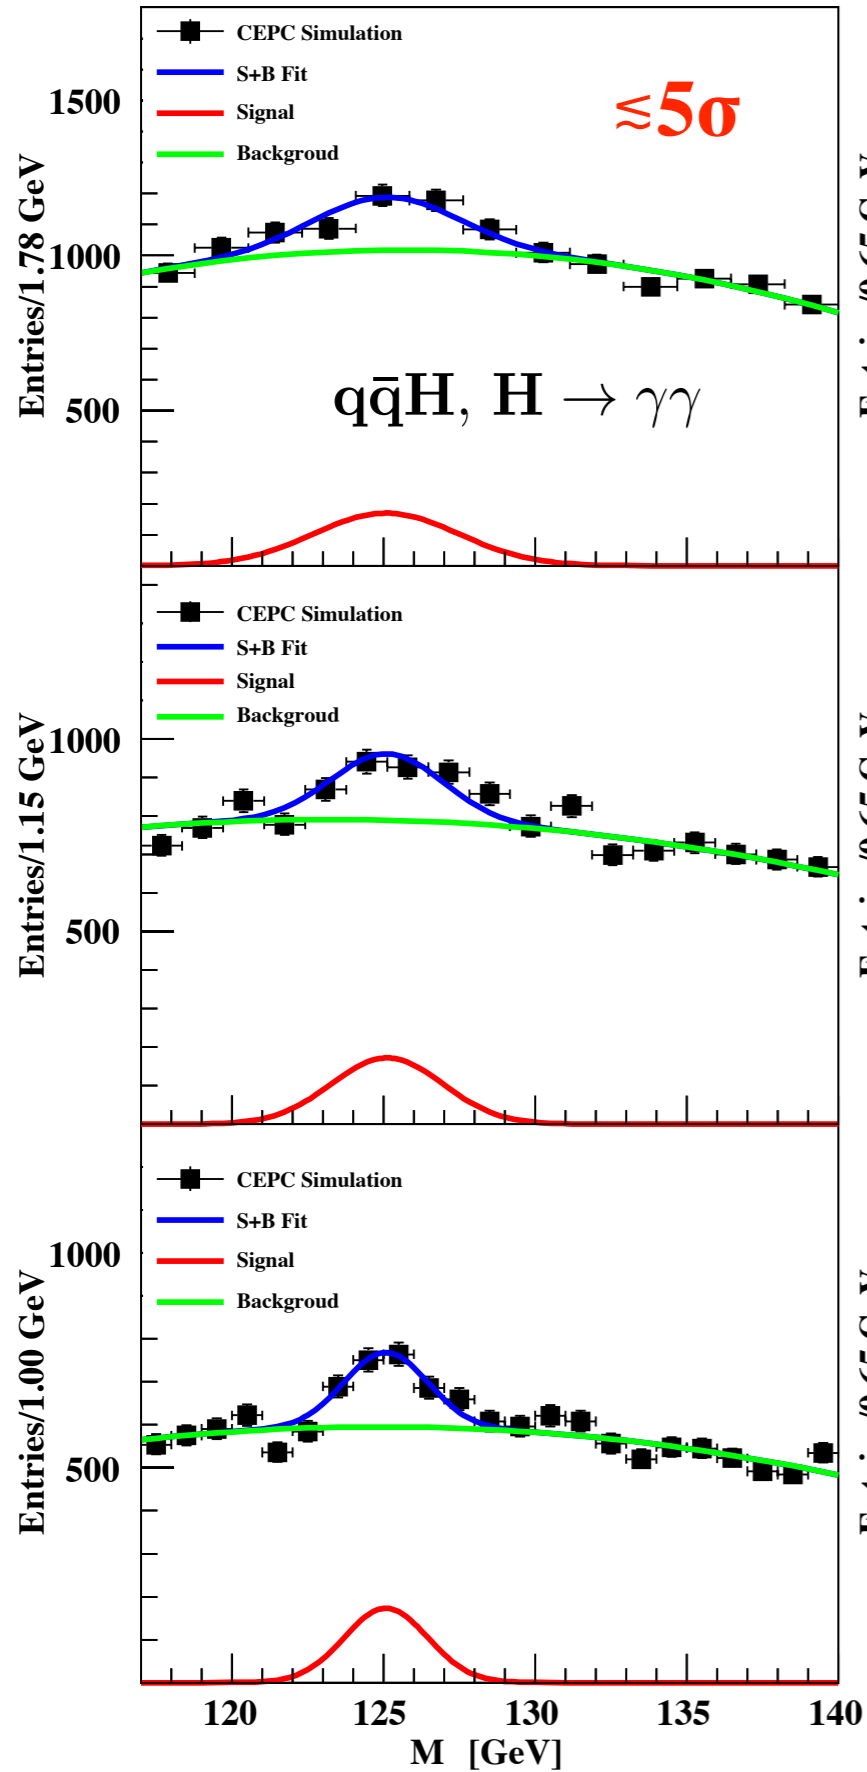 CEPC Simulation
S+B Fit
Signal
Backgroud
≲5σ
1500
1000
500
Entries/1.78 GeV
qq̄H, H → γγ
CEPC Simulation
S+B Fit
Signal
Backgroud
1000
500
Entries/1.15 GeV
CEPC Simulation
S+B Fit
Signal
Backgroud
1000
500
Entries/1.00 GeV
120 125 130 135 140
M [GeV]